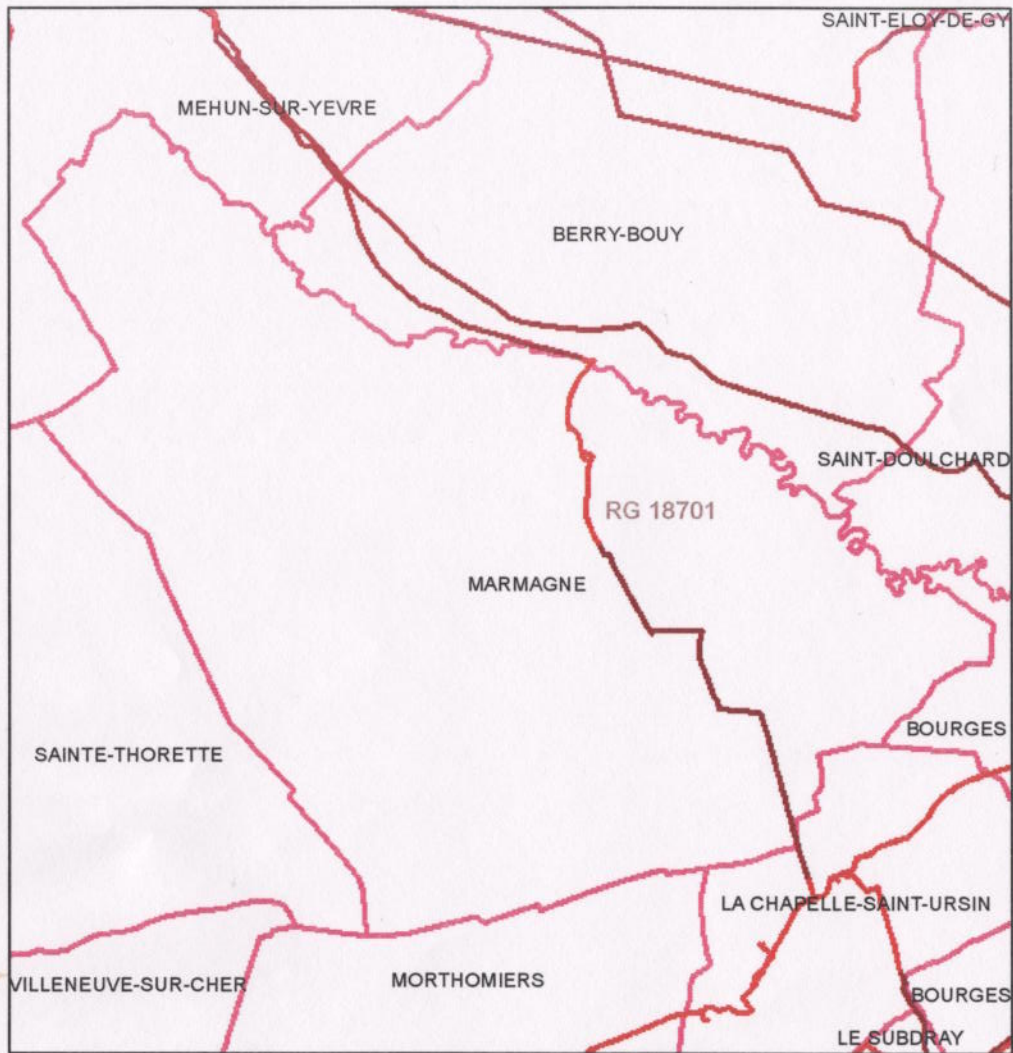 SAINT-ELOY-DE-GY
MEHUN-SUR-YEVRE
BERRY-BOUY
SAINT-DOULCHARD
RG 18701
MARMAGNE
BOURGES
SAINTE-THORETTE
LA CHAPELLE-SAINT-URSIN
MORTHOMIERS
VILLENEUVE-SUR-CHER
BOURGES
LE SUBDRAY